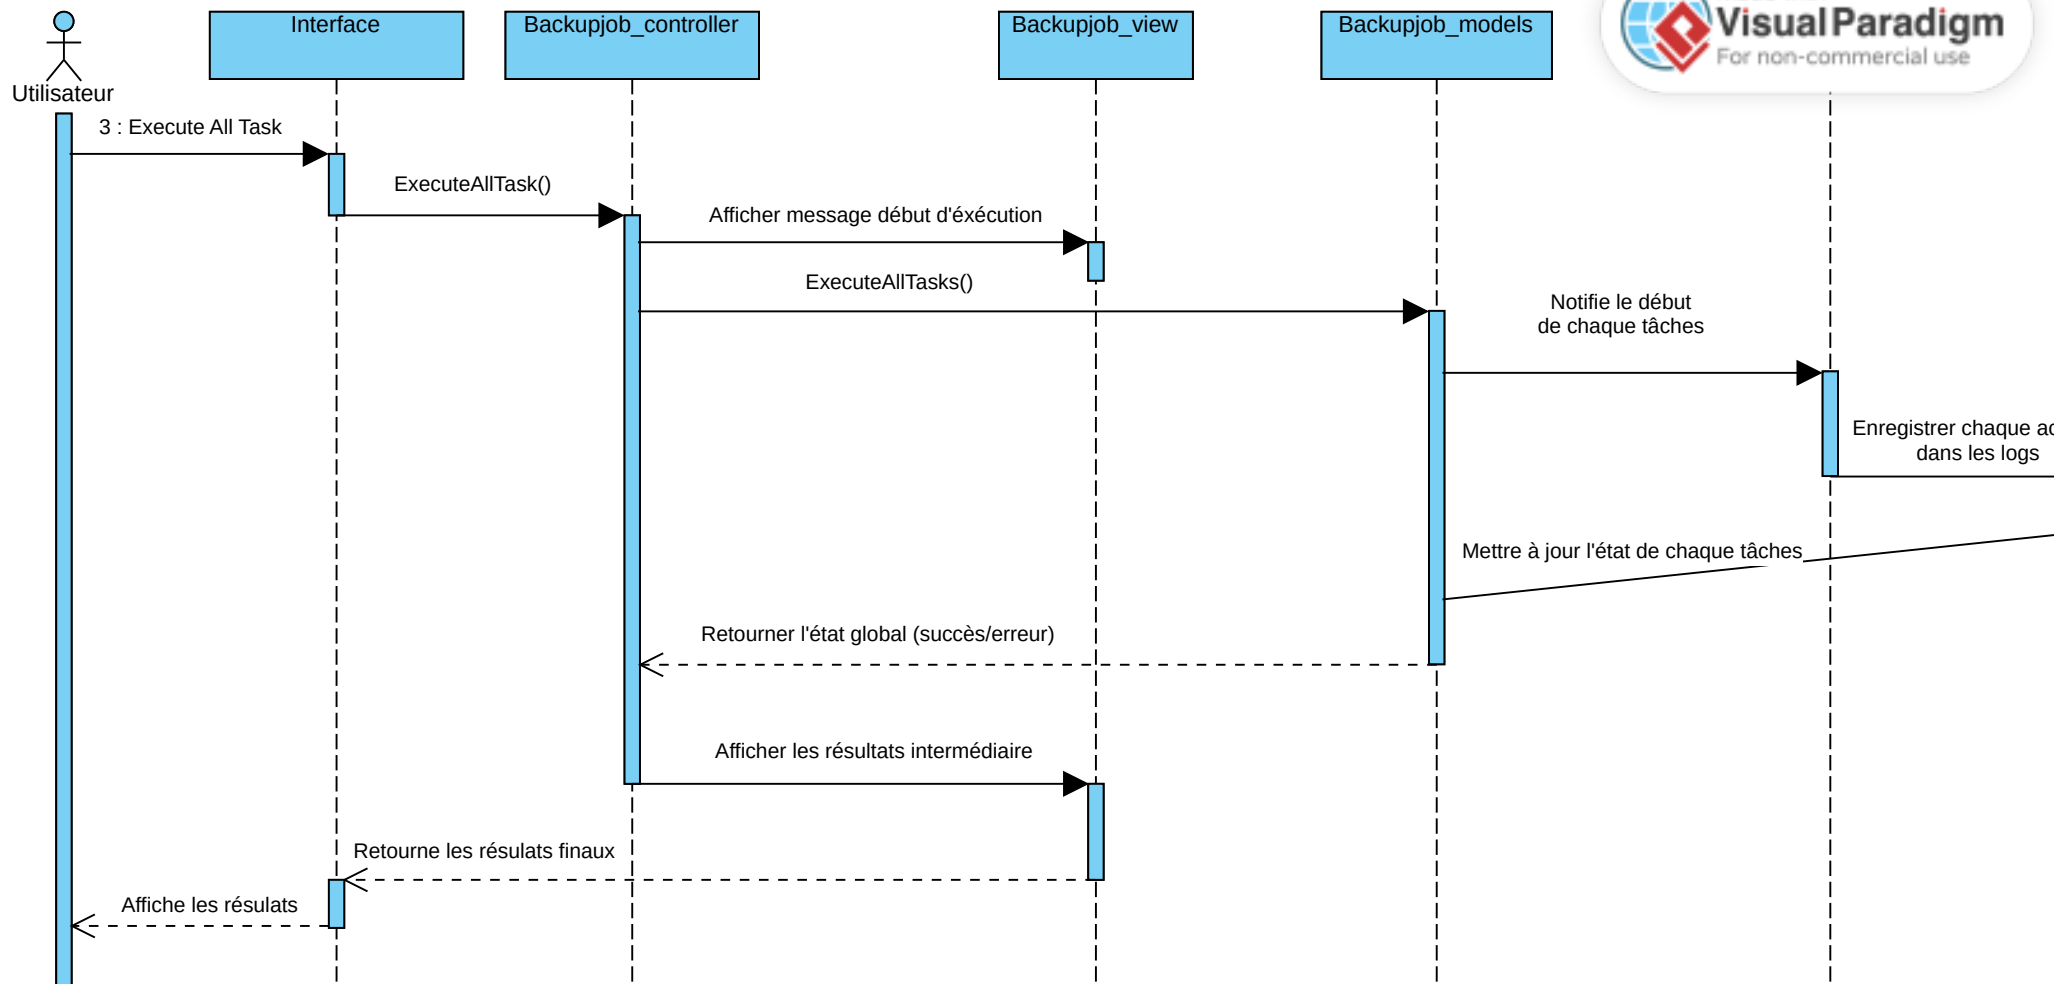 Interface
Backupjob_controller
Backupjob_view
Backupjob_models
Visual Paradigm
For non-commercial use
Utilisateur
3 : Execute All Task
ExecuteAllTask()
Afficher message début d'éxécution
ExecuteAllTasks()
Notifie le début
de chaque tâches
Enregistrer chaque
dans les logs
Mettre à jour l'état de chaque tâches
Retourner l'état global (succès/erreur)
Afficher les résultats intermédiaire
Retourne les résulats finaux
Affiche les résulats